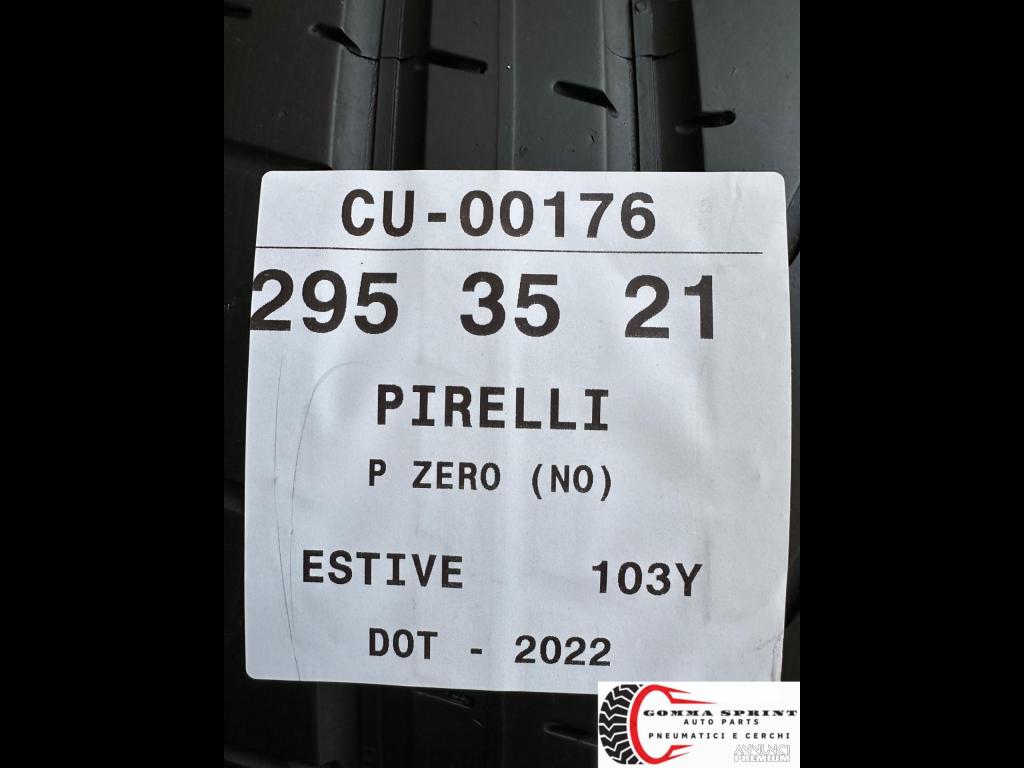 CU-00176
295 35 21
PIRELLI
P ZERO (NO)
ESTIVE 103Y
DOT - 2022
GOMMA SPRINT
AUTO PARTS
PNEUMATICI E CERCHI
ANNUNCI
PREMIUM